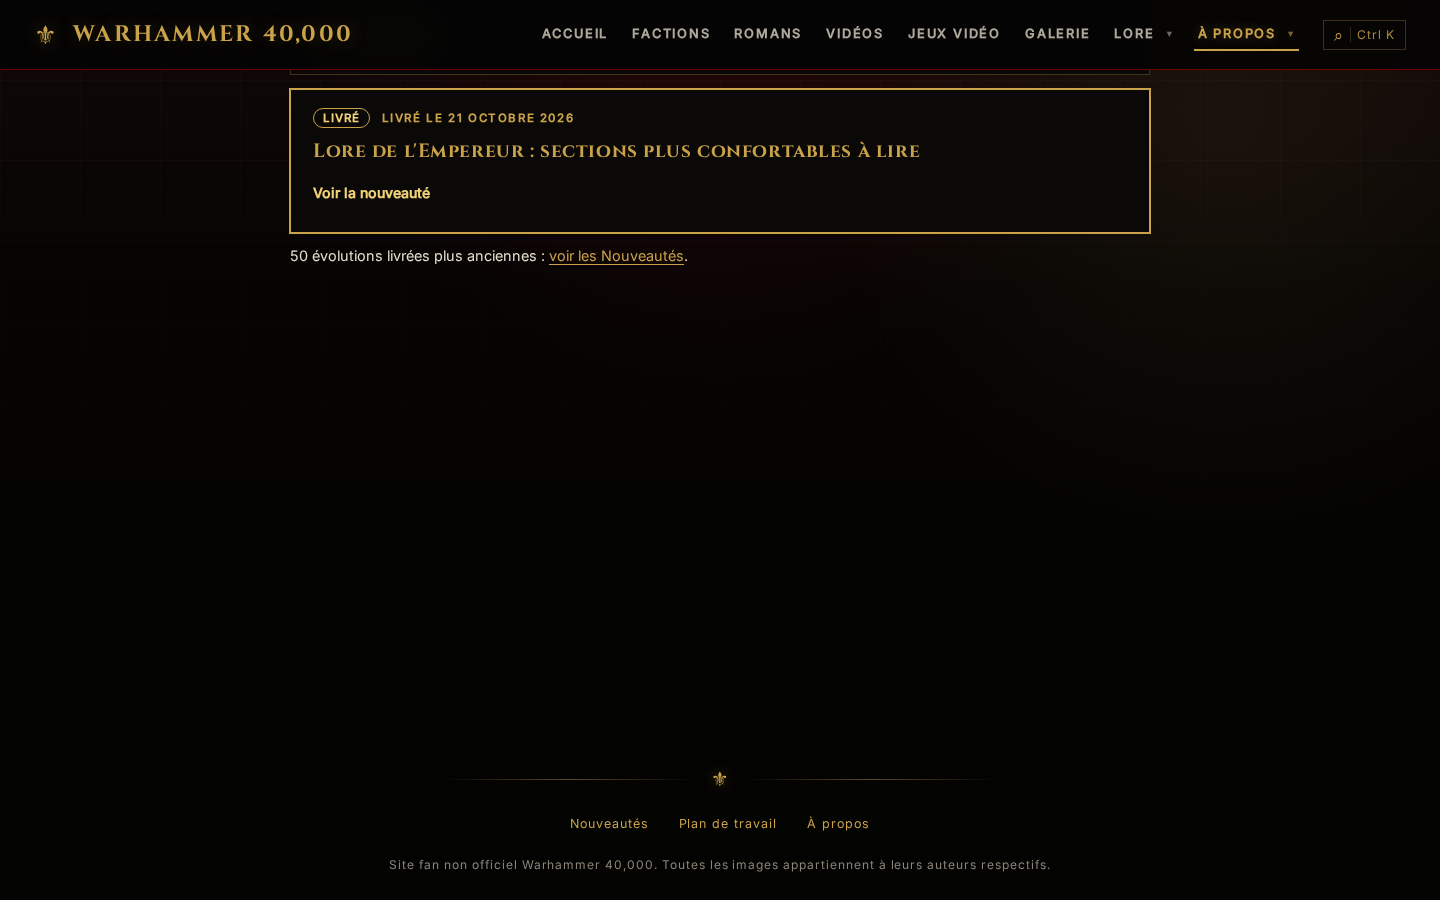 ⚜ WARHAMMER 40,000 ACCUEIL FACTIONS ROMANS VIDÉOS JEUX VIDÉO GALERIE LORE ▼ À PROPOS ▼ ⌕ Ctrl K
LIVRÉ LIVRÉ LE 21 OCTOBRE 2026
Lore de l'Empereur : sections plus confortables à lire
Voir la nouveauté
50 évolutions livrées plus anciennes : voir les Nouveautés.
⚜
Nouveautés Plan de travail À propos
Site fan non officiel Warhammer 40,000. Toutes les images appartiennent à leurs auteurs respectifs.